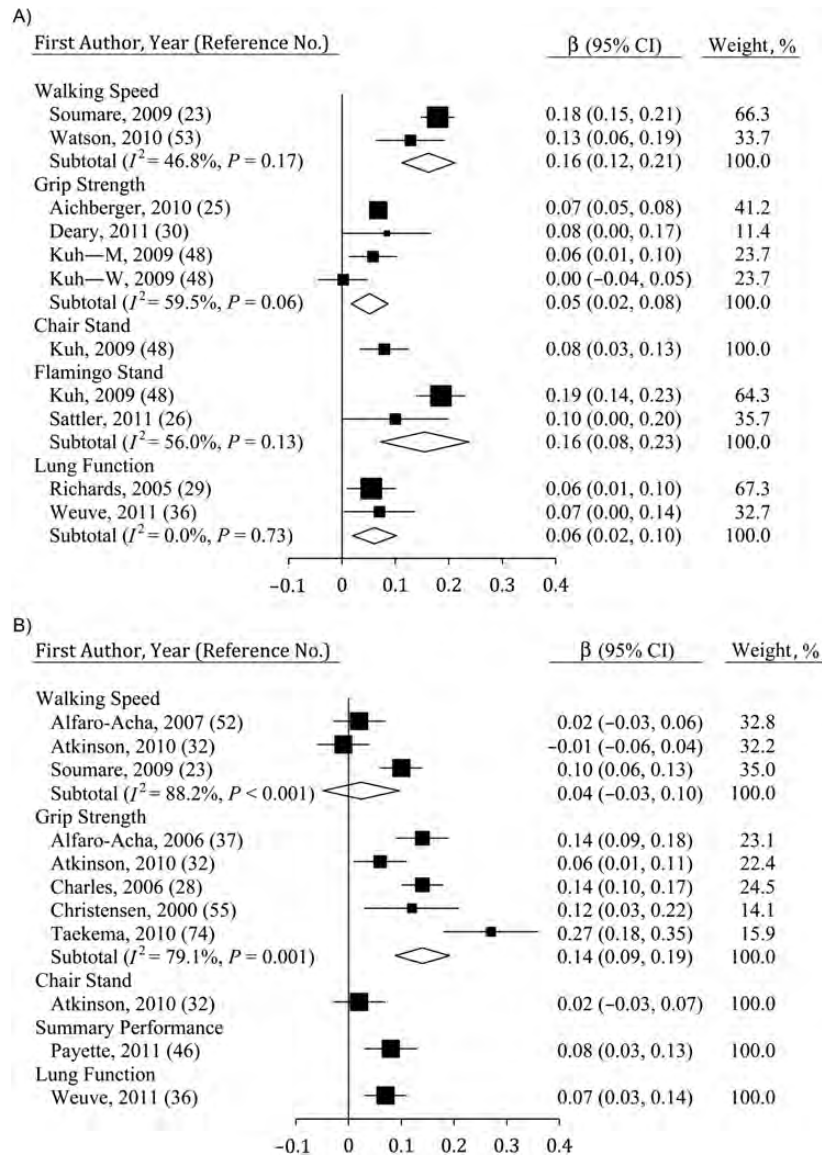 A)
First Author, Year (Reference No.) β (95% CI) Weight, %
Walking Speed
Soumare, 2009 (23) 0.18 (0.15, 0.21) 66.3
Watson, 2010 (53) 0.13 (0.06, 0.19) 33.7
Subtotal (I² = 46.8%, P = 0.17) 0.16 (0.12, 0.21) 100.0
Grip Strength
Aichberger, 2010 (25) 0.07 (0.05, 0.08) 41.2
Deary, 2011 (30) 0.08 (0.00, 0.17) 11.4
Kuh—M, 2009 (48) 0.06 (0.01, 0.10) 23.7
Kuh—W, 2009 (48) 0.00 (−0.04, 0.05) 23.7
Subtotal (I² = 59.5%, P = 0.06) 0.05 (0.02, 0.08) 100.0
Chair Stand
Kuh, 2009 (48) 0.08 (0.03, 0.13) 100.0
Flamingo Stand
Kuh, 2009 (48) 0.19 (0.14, 0.23) 64.3
Sattler, 2011 (26) 0.10 (0.00, 0.20) 35.7
Subtotal (I² = 56.0%, P = 0.13) 0.16 (0.08, 0.23) 100.0
Lung Function
Richards, 2005 (29) 0.06 (0.01, 0.10) 67.3
Weuve, 2011 (36) 0.07 (0.00, 0.14) 32.7
Subtotal (I² = 0.0%, P = 0.73) 0.06 (0.02, 0.10) 100.0
−0.1 0 0.1 0.2 0.3 0.4
B)
First Author, Year (Reference No.) β (95% CI) Weight, %
Walking Speed
Alfaro-Acha, 2007 (52) 0.02 (−0.03, 0.06) 32.8
Atkinson, 2010 (32) −0.01 (−0.06, 0.04) 32.2
Soumare, 2009 (23) 0.10 (0.06, 0.13) 35.0
Subtotal (I² = 88.2%, P < 0.001) 0.04 (−0.03, 0.10) 100.0
Grip Strength
Alfaro-Acha, 2006 (37) 0.14 (0.09, 0.18) 23.1
Atkinson, 2010 (32) 0.06 (0.01, 0.11) 22.4
Charles, 2006 (28) 0.14 (0.10, 0.17) 24.5
Christensen, 2000 (55) 0.12 (0.03, 0.22) 14.1
Taekema, 2010 (74) 0.27 (0.18, 0.35) 15.9
Subtotal (I² = 79.1%, P = 0.001) 0.14 (0.09, 0.19) 100.0
Chair Stand
Atkinson, 2010 (32) 0.02 (−0.03, 0.07) 100.0
Summary Performance
Payette, 2011 (46) 0.08 (0.03, 0.13) 100.0
Lung Function
Weuve, 2011 (36) 0.07 (0.03, 0.14) 100.0
−0.1 0 0.1 0.2 0.3 0.4